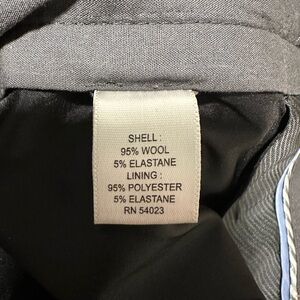 SHELL :
95% WOOL
5% ELASTANE
LINING :
95% POLYESTER
5% ELASTANE
RN 54023